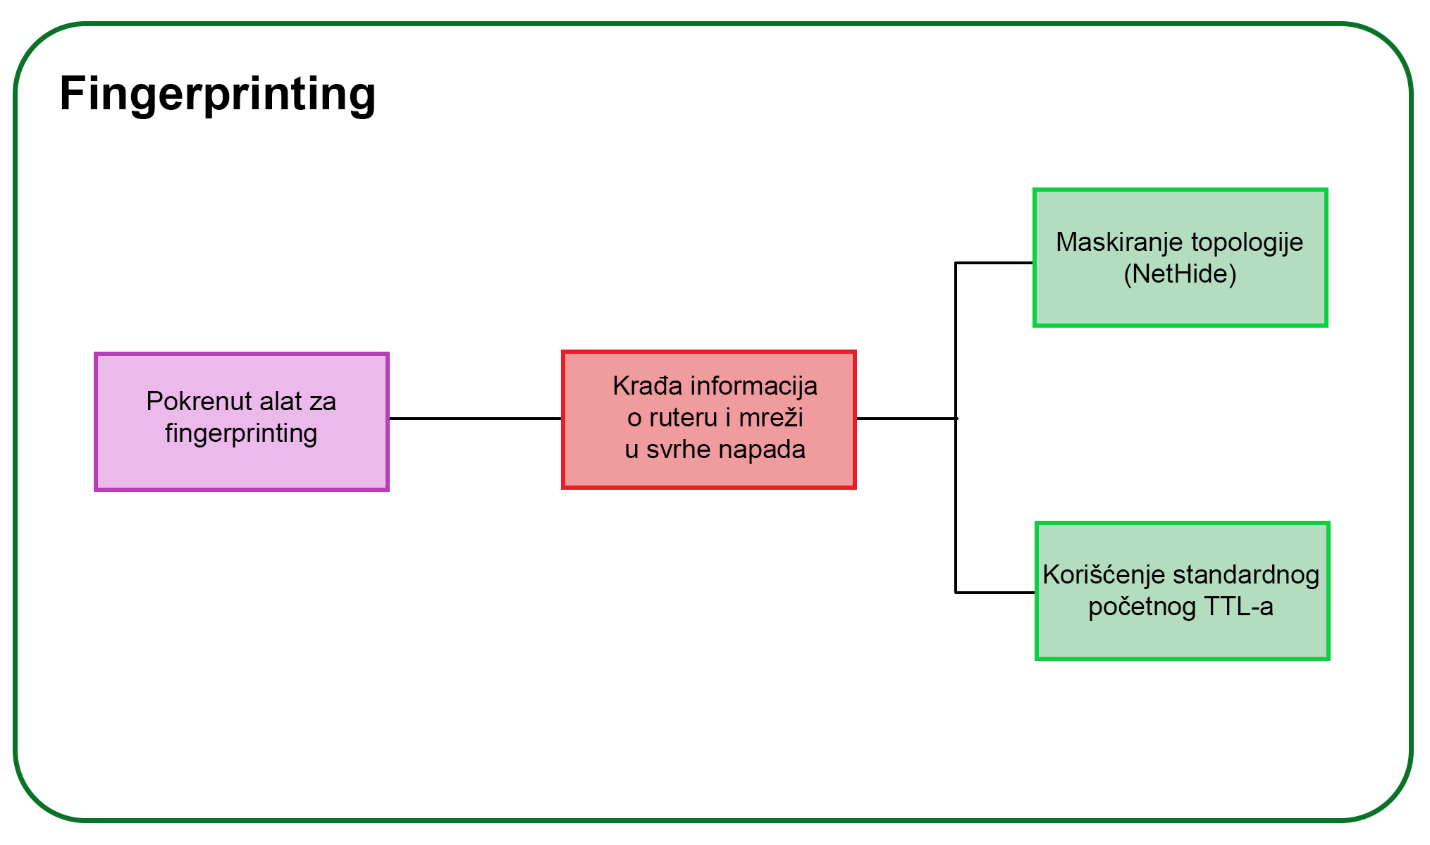 Fingerprinting
Pokrenut alat za
fingerprinting
Krađa informacija
o ruteru i mreži
u svrhe napada
Maskiranje topologije
(NetHide)
Korišćenje standardnog
početnog TTL-a